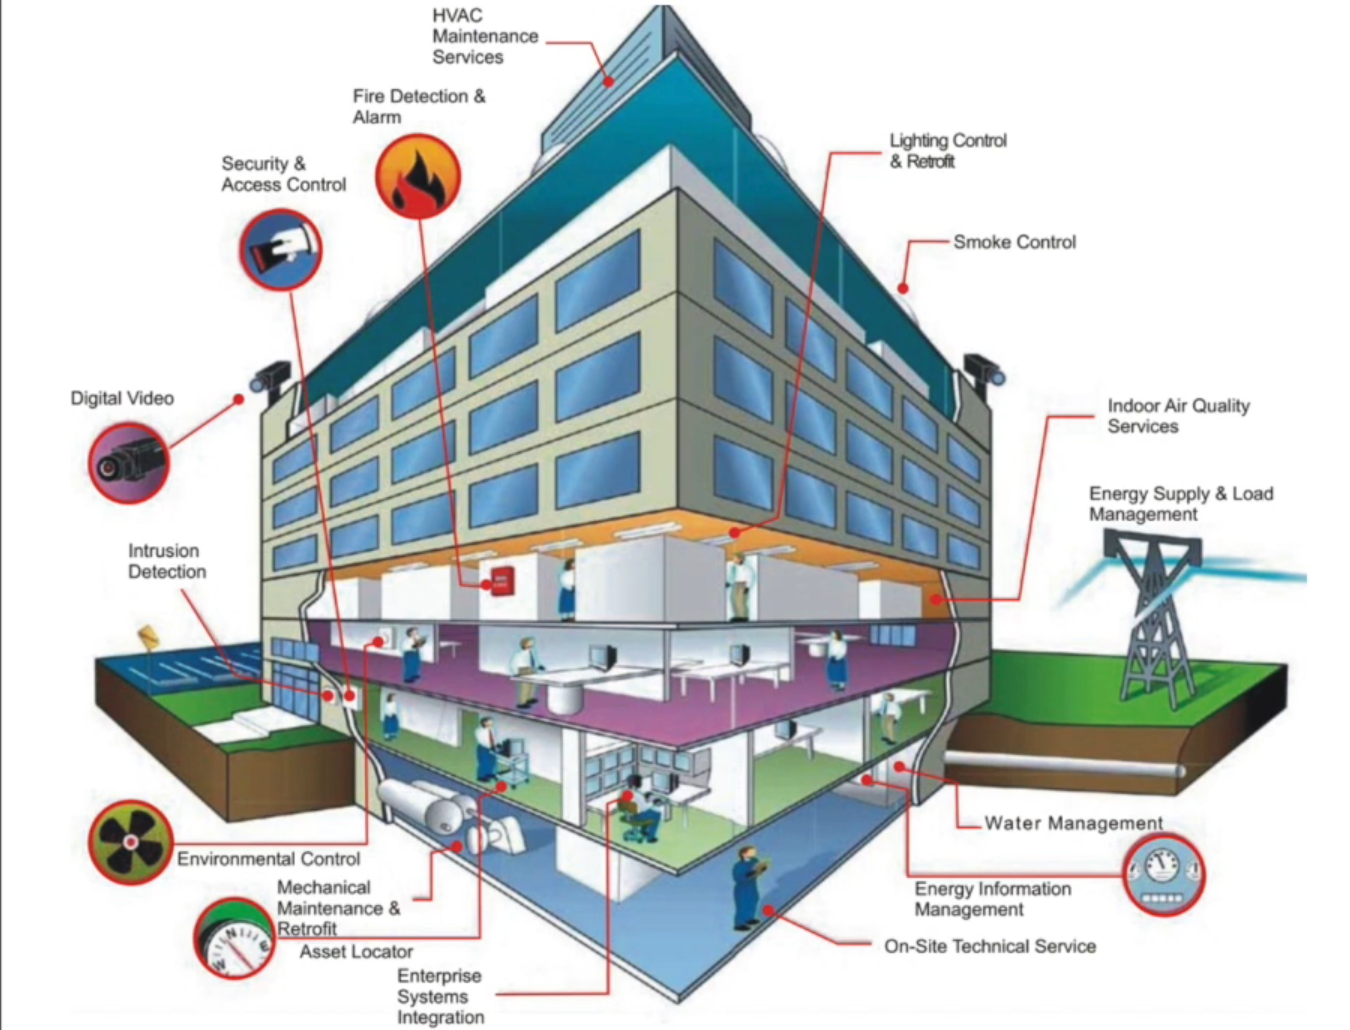 HVAC
Maintenance
Services
Fire Detection &
Alarm
Security &
Access Control
Lighting Control
& Retrofit
Smoke Control
Digital Video
Indoor Air Quality
Services
Energy Supply & Load
Management
Intrusion
Detection
Water Management
Environmental Control
Mechanical
Maintenance &
Retrofit
Energy Information
Management
Asset Locator
On-Site Technical Service
Enterprise
Systems
Integration